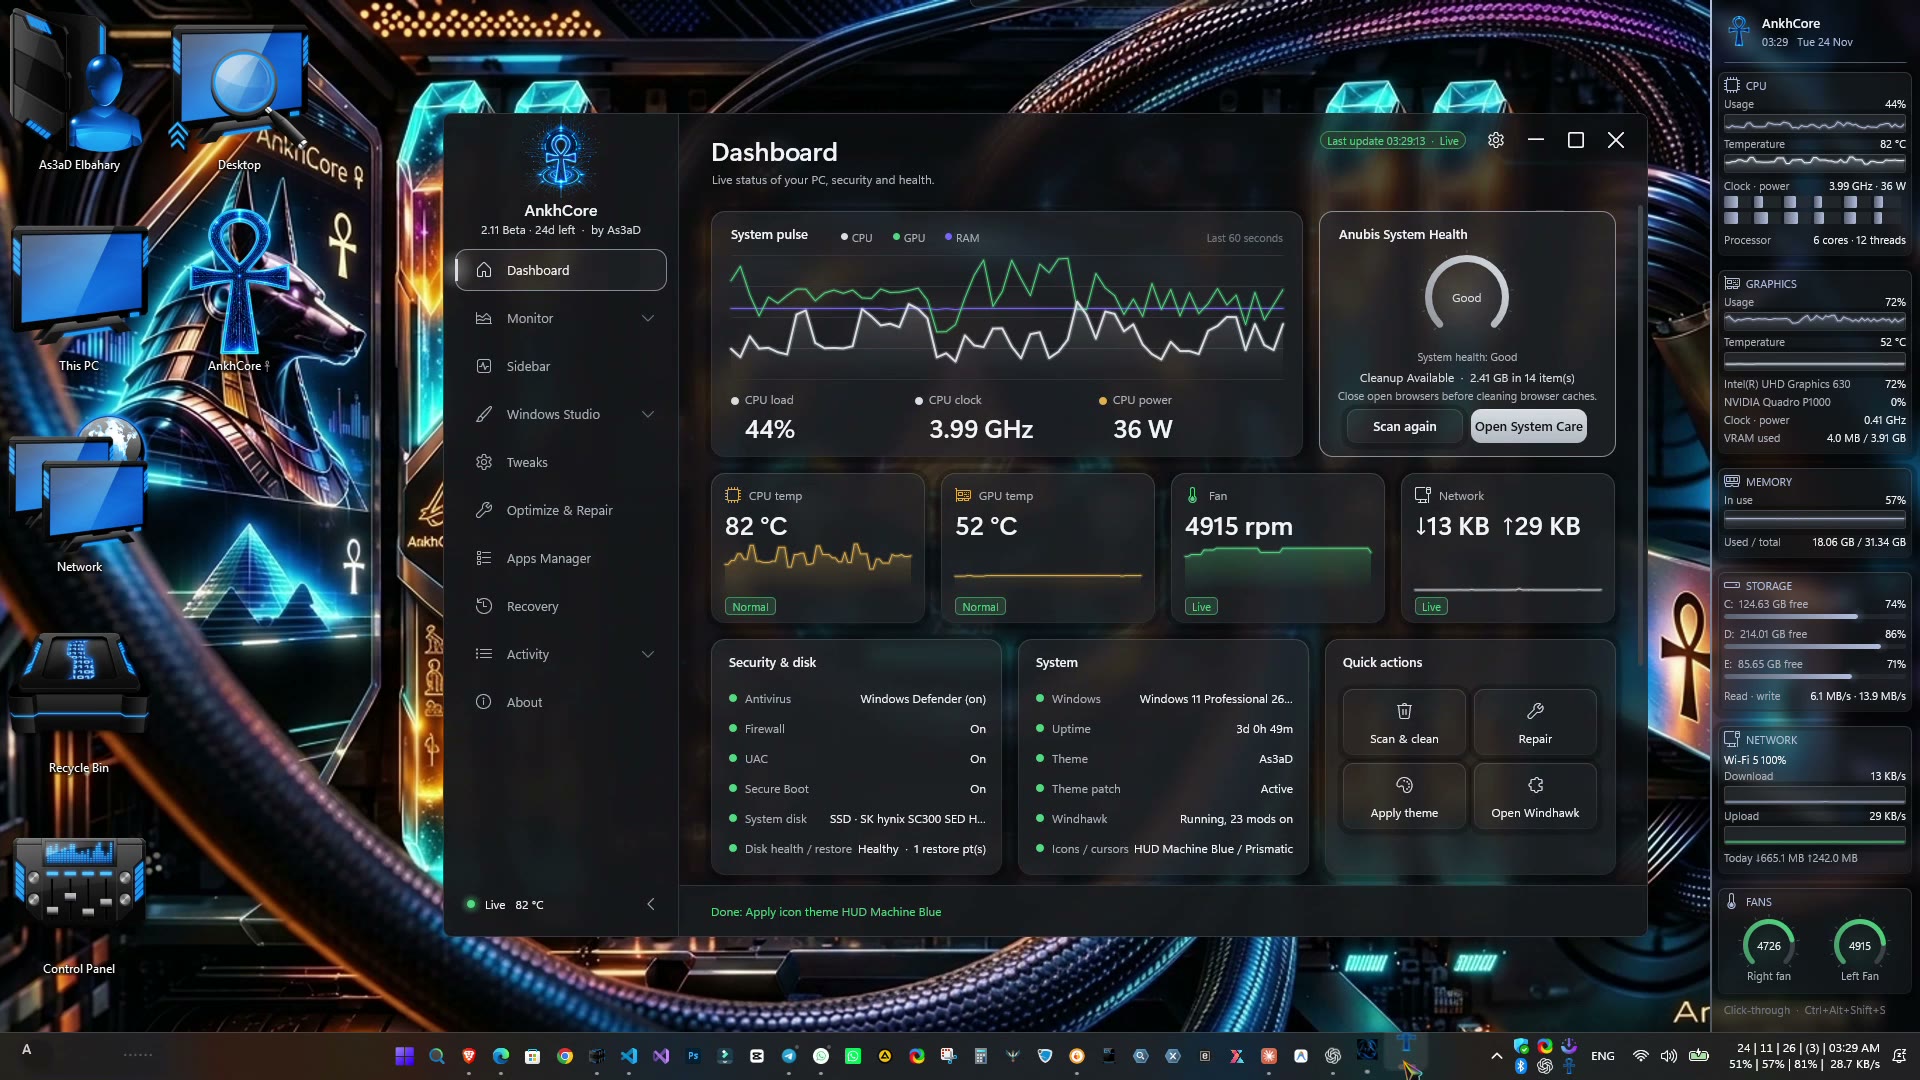 As3aD Elbahary
Desktop
This PC
AnkhCore
Network
Recycle Bin
Control Panel
AnkhCore
AnkhCore
2.11 Beta · 24d left · by As3aD
Dashboard
Monitor
Sidebar
Windows Studio
Tweaks
Optimize & Repair
Apps Manager
Recovery
Activity
About
Live 82 °C
Dashboard
Live status of your PC, security and health.
Last update 03:29:13 · Live
System pulse
CPU GPU RAM
Last 60 seconds
CPU load
44%
CPU clock
3.99 GHz
CPU power
36 W
Anubis System Health
Good
System health: Good
Cleanup Available · 2.41 GB in 14 item(s)
Close open browsers before cleaning browser caches.
Scan again
Open System Care
CPU temp
82 °C
Normal
GPU temp
52 °C
Normal
Fan
4915 rpm
Live
Network
↓13 KB ↑29 KB
Live
Security & disk
Antivirus Windows Defender (on)
Firewall On
UAC On
Secure Boot On
System disk SSD · SK hynix SC300 SED H...
Disk health / restore Healthy · 1 restore pt(s)
System
Windows Windows 11 Professional 26...
Uptime 3d 0h 49m
Theme As3aD
Theme patch Active
Windhawk Running, 23 mods on
Icons / cursors HUD Machine Blue / Prismatic
Quick actions
Scan & clean
Repair
Apply theme
Open Windhawk
Done: Apply icon theme HUD Machine Blue
AnkhCore
03:29 Tue 24 Nov
CPU
Usage 44%
Temperature 82 °C
Clock · power 3.99 GHz · 36 W
Processor 6 cores · 12 threads
GRAPHICS
Usage 72%
Temperature 52 °C
Intel(R) UHD Graphics 630 72%
NVIDIA Quadro P1000 0%
Clock · power 0.41 GHz
VRAM used 4.0 MB / 3.91 GB
MEMORY
In use 57%
Used / total 18.06 GB / 31.34 GB
STORAGE
C: 124.63 GB free 74%
D: 214.01 GB free 86%
E: 85.65 GB free 71%
Read · write 6.1 MB/s · 13.9 MB/s
NETWORK
Wi-Fi 5 100%
Download 13 KB/s
Upload 29 KB/s
Today ↓665.1 MB ↑242.0 MB
FANS
4726
Right fan
4915
Left Fan
Click-through · Ctrl+Alt+Shift+S
A
Ps
ENG
24 | 11 | 26 | (3) | 03:29 AM
51% | 57% | 81% | 28.7 KB/s